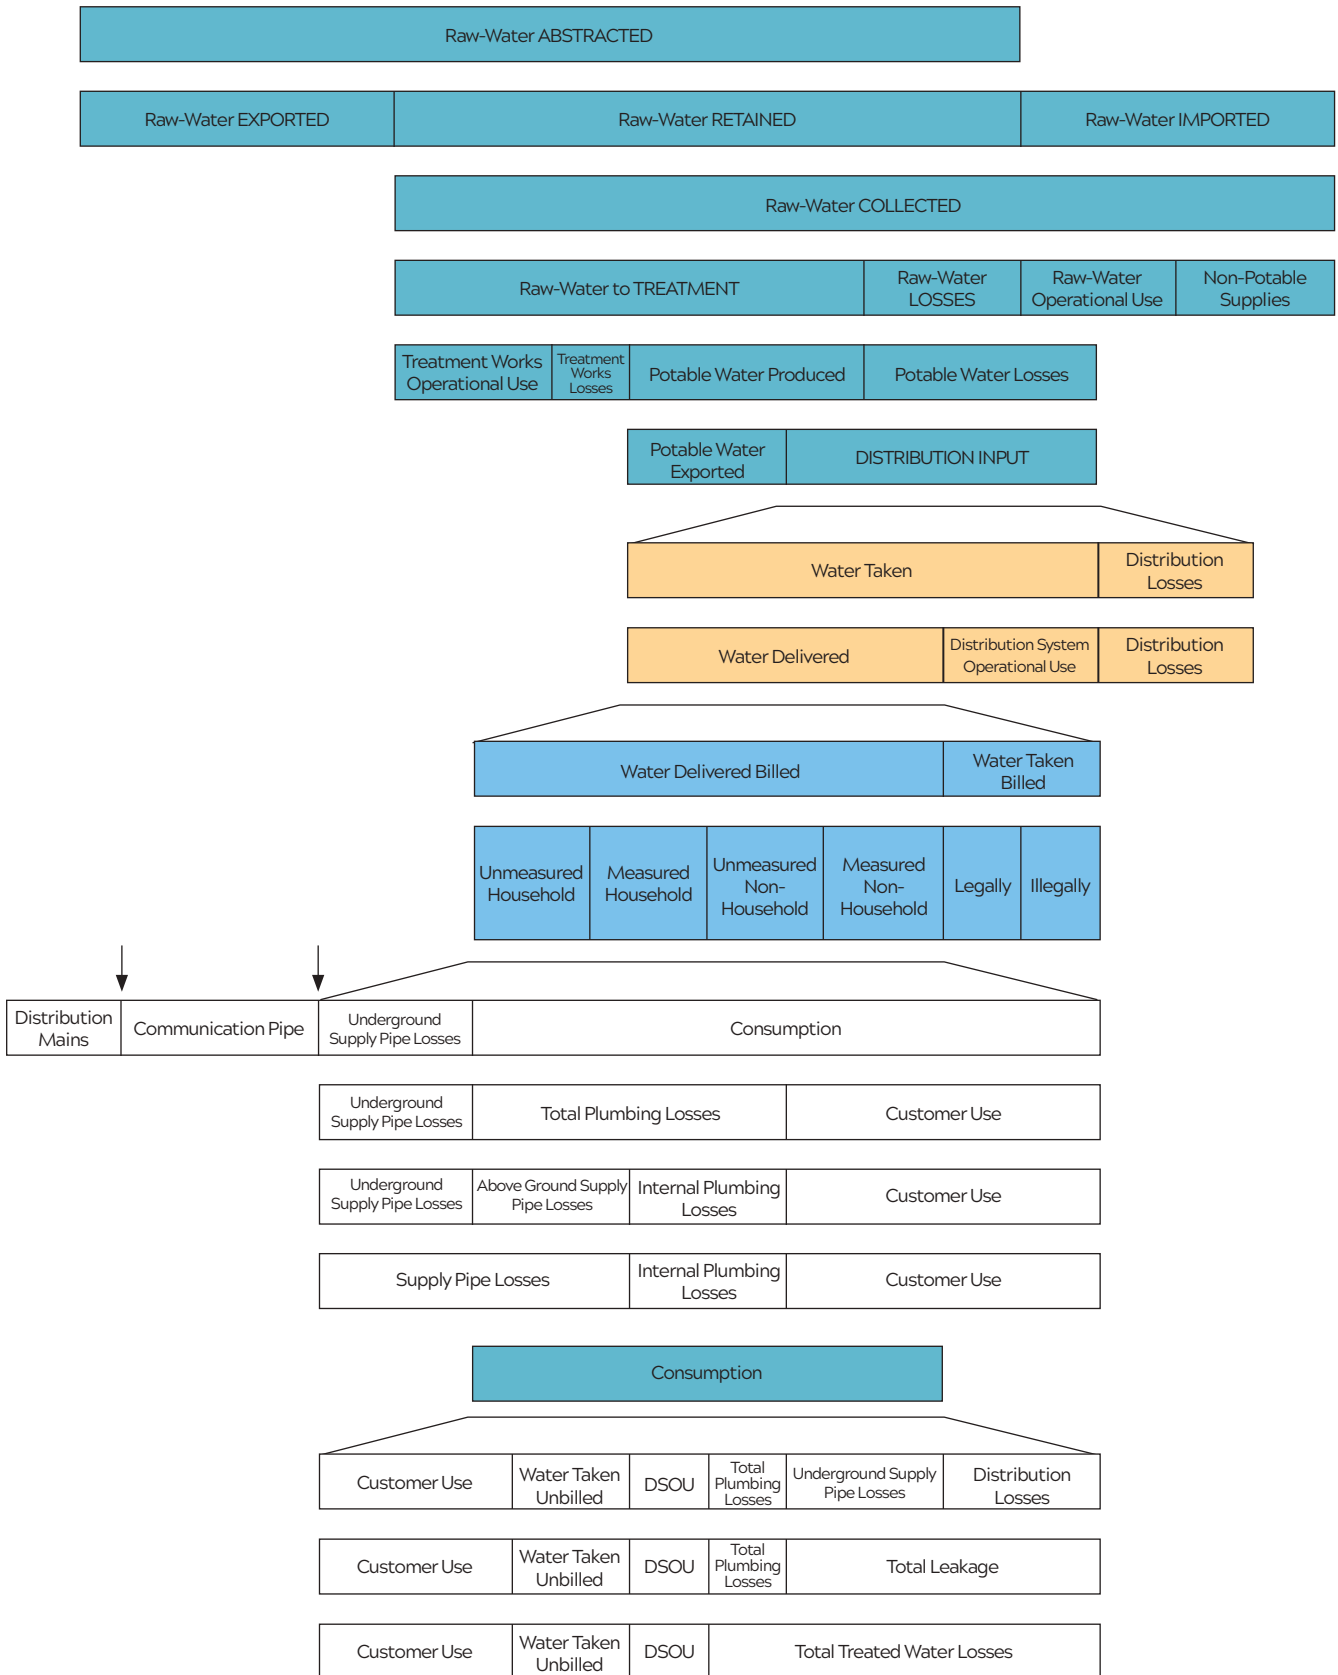 Raw-Water ABSTRACTED
Raw-Water EXPORTED
Raw-Water RETAINED
Raw-Water IMPORTED
Raw-Water COLLECTED
Raw-Water to TREATMENT
Raw-Water
LOSSES
Raw-Water
Operational Use
Non-Potable
Supplies
Treatment Works
Operational Use
Treatment
Works
Losses
Potable Water Produced
Potable Water Losses
Potable Water
Exported
DISTRIBUTION INPUT
Water Taken
Distribution
Losses
Water Delivered
Distribution System
Operational Use
Distribution
Losses
Water Delivered Billed
Water Taken
Billed
Unmeasured
Household
Measured
Household
Unmeasured
Non-
Household
Measured
Non-
Household
Legally
Illegally
Distribution
Mains
Communication Pipe
Underground
Supply Pipe Losses
Consumption
Underground
Supply Pipe Losses
Total Plumbing Losses
Customer Use
Underground
Supply Pipe Losses
Above Ground Supply
Pipe Losses
Internal Plumbing
Losses
Customer Use
Supply Pipe Losses
Internal Plumbing
Losses
Customer Use
Consumption
Customer Use
Water Taken
Unbilled
DSOU
Total
Plumbing
Losses
Underground Supply
Pipe Losses
Distribution
Losses
Customer Use
Water Taken
Unbilled
DSOU
Total
Plumbing
Losses
Total Leakage
Customer Use
Water Taken
Unbilled
DSOU
Total Treated Water Losses